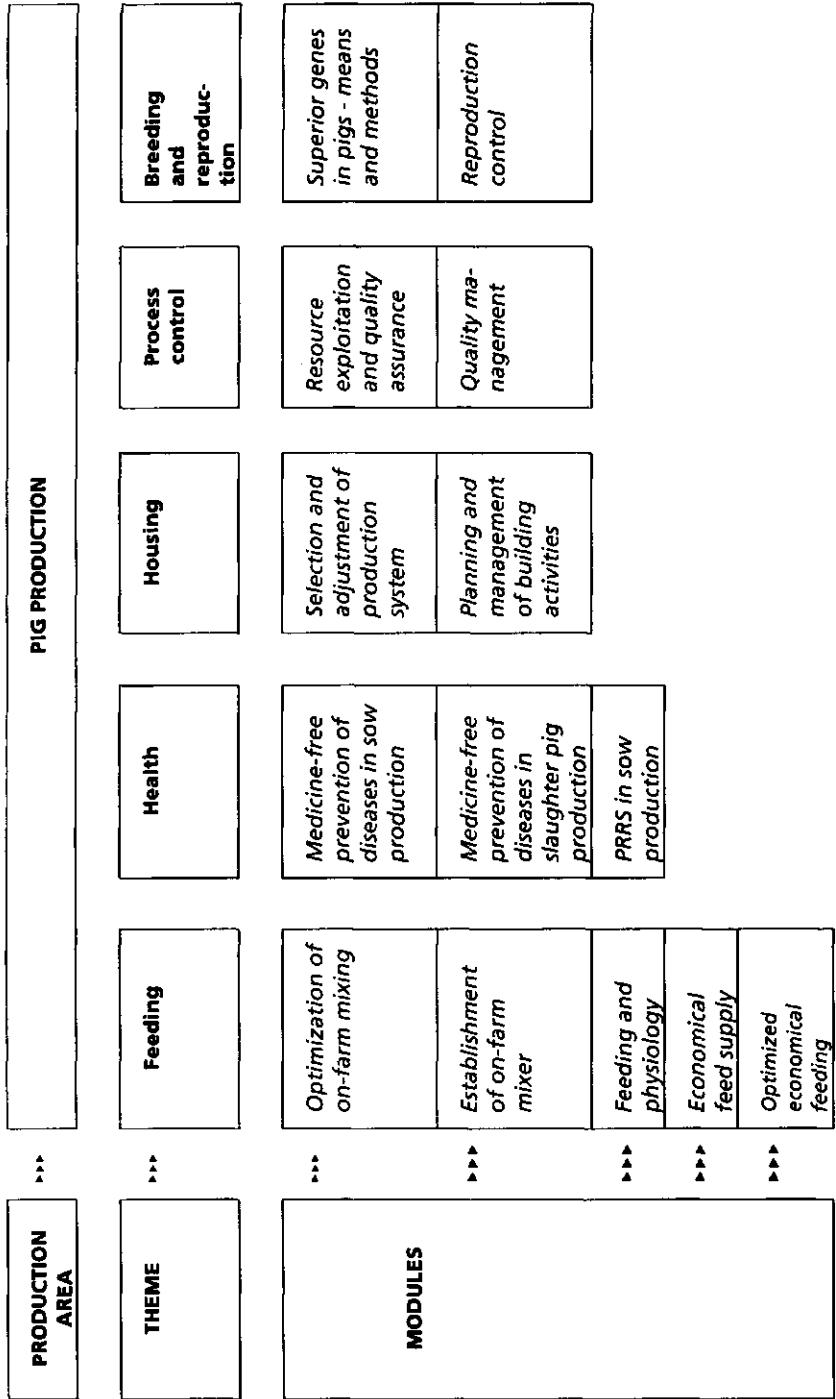 PRODUCTION
AREA
PIG PRODUCTION
THEME
Feeding
Health
Housing
Process
control
Breeding
and
reproduc-
tion
MODULES
Optimization of
on-farm mixing
Medicine-free
prevention of
diseases in sow
production
Selection and
adjustment of
production
system
Resource
exploitation
and quality
assurance
Superior genes
in pigs - means
and methods
Establishment
of on-farm
mixer
Medicine-free
prevention of
diseases in
slaughter pig
production
Planning and
management
of building
activities
Quality ma-
nagement
Reproduction
control
Feeding and
physiology
PRRS in sow
production
Economical
feed supply
Optimized
economical
feeding